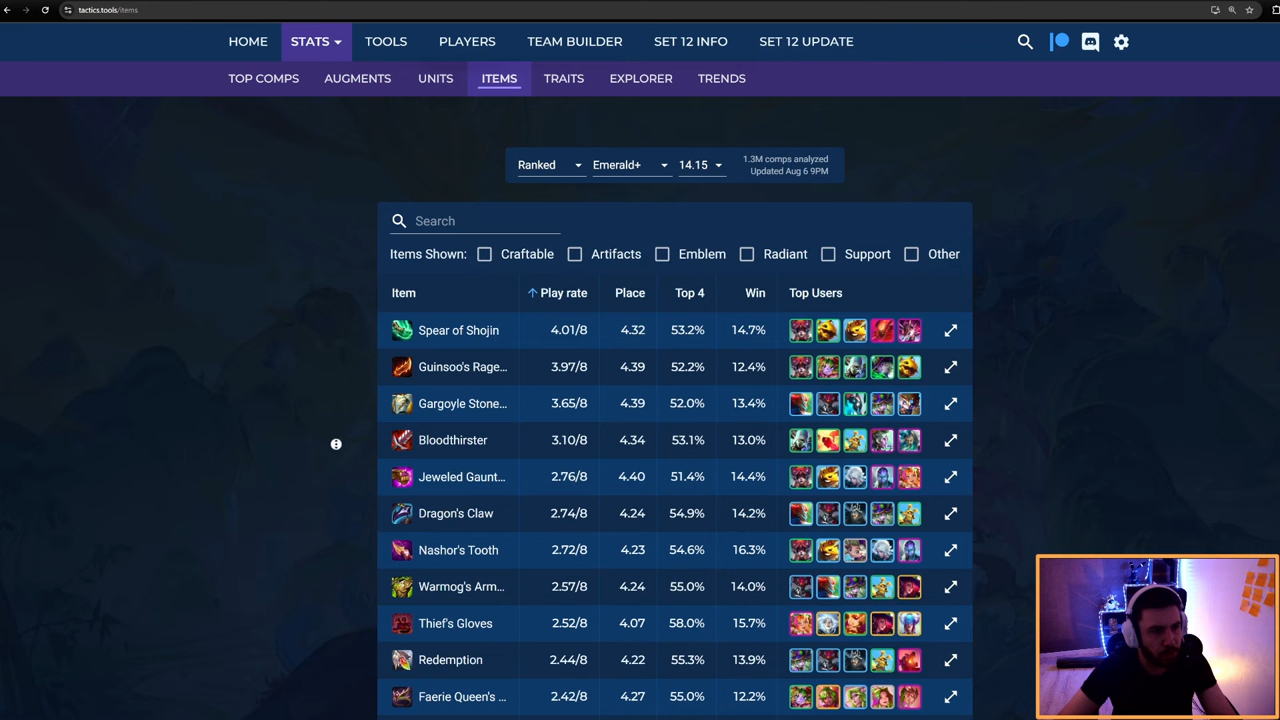 tactics.tools/items
HOME STATS TOOLS PLAYERS TEAM BUILDER SET 12 INFO SET 12 UPDATE
TOP COMPS AUGMENTS UNITS ITEMS TRAITS EXPLORER TRENDS
Ranked Emerald+ 14.15 1.3M comps analyzed
Updated Aug 6 9PM
Search
Items Shown: Craftable Artifacts Emblem Radiant Support Other
Item Play rate Place Top 4 Win Top Users
Spear of Shojin 4.01/8 4.32 53.2% 14.7%
Guinsoo's Rage... 3.97/8 4.39 52.2% 12.4%
Gargoyle Stone... 3.65/8 4.39 52.0% 13.4%
Bloodthirster 3.10/8 4.34 53.1% 13.0%
Jeweled Gaunt... 2.76/8 4.40 51.4% 14.4%
Dragon's Claw 2.74/8 4.24 54.9% 14.2%
Nashor's Tooth 2.72/8 4.23 54.6% 16.3%
Warmog's Arm... 2.57/8 4.24 55.0% 14.0%
Thief's Gloves 2.52/8 4.07 58.0% 15.7%
Redemption 2.44/8 4.22 55.3% 13.9%
Faerie Queen's ... 2.42/8 4.27 55.0% 12.2%